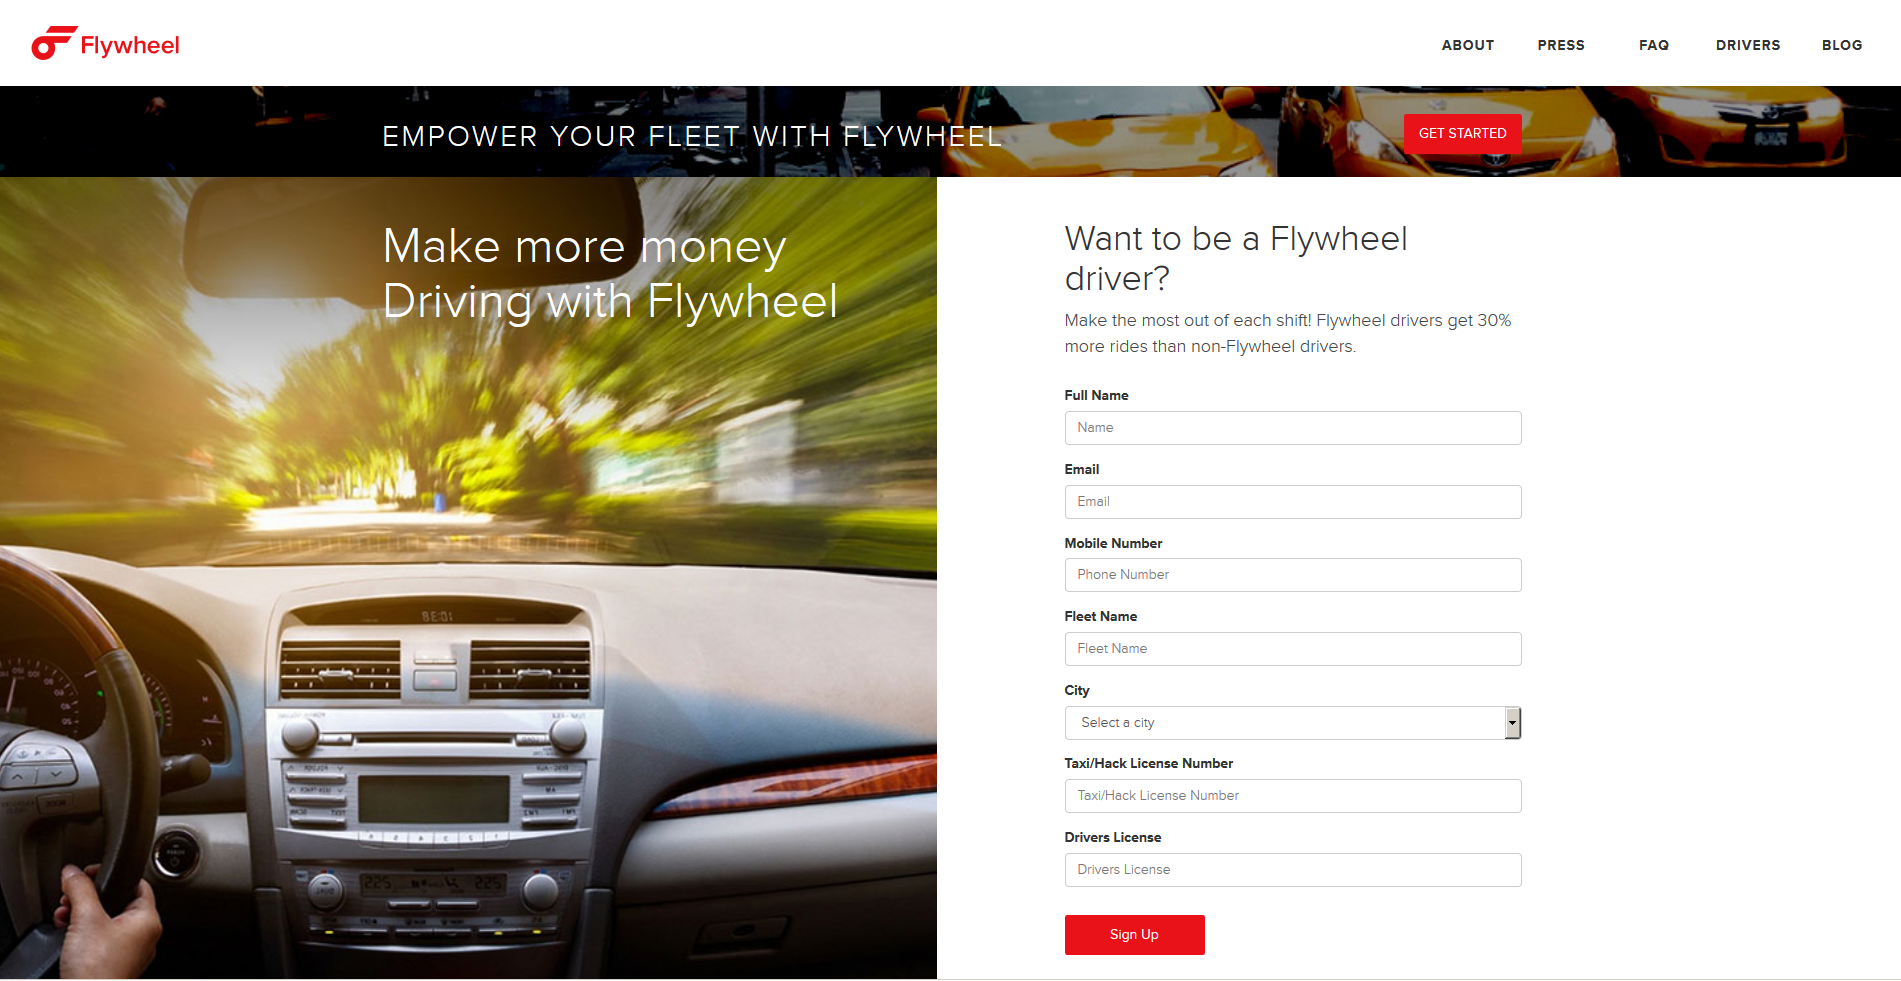 Flywheel
ABOUT PRESS FAQ DRIVERS BLOG
EMPOWER YOUR FLEET WITH FLYWHEEL
GET STARTED
Make more money
Driving with Flywheel
Want to be a Flywheel
driver?
Make the most out of each shift! Flywheel drivers get 30%
more rides than non-Flywheel drivers.
Full Name
Name
Email
Email
Mobile Number
Phone Number
Fleet Name
Fleet Name
City
Select a city
Taxi/Hack License Number
Taxi/Hack License Number
Drivers License
Drivers License
Sign Up